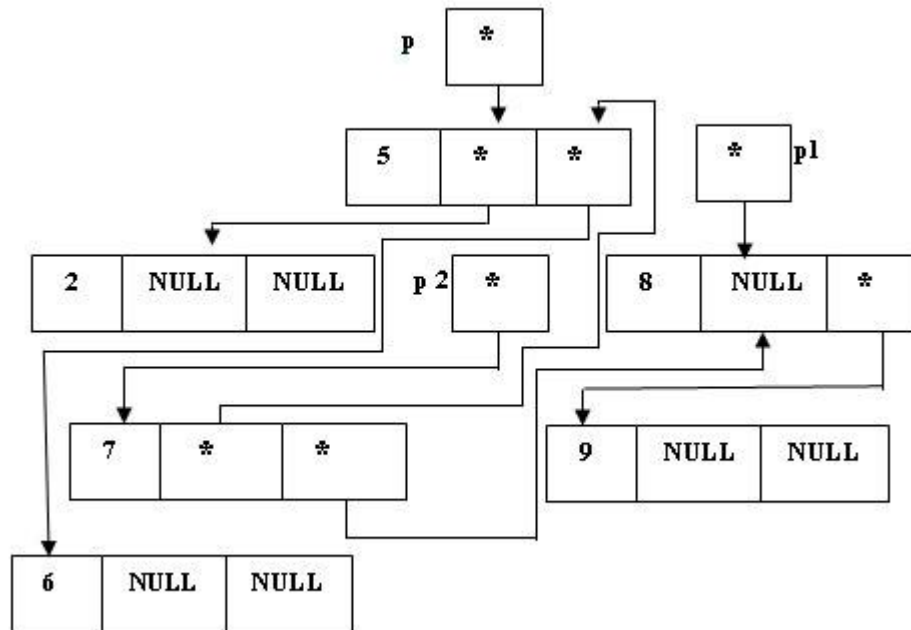 p *
5 * *
* p1
2 NULL NULL
p 2 *
8 NULL *
7 * *
9 NULL NULL
6 NULL NULL